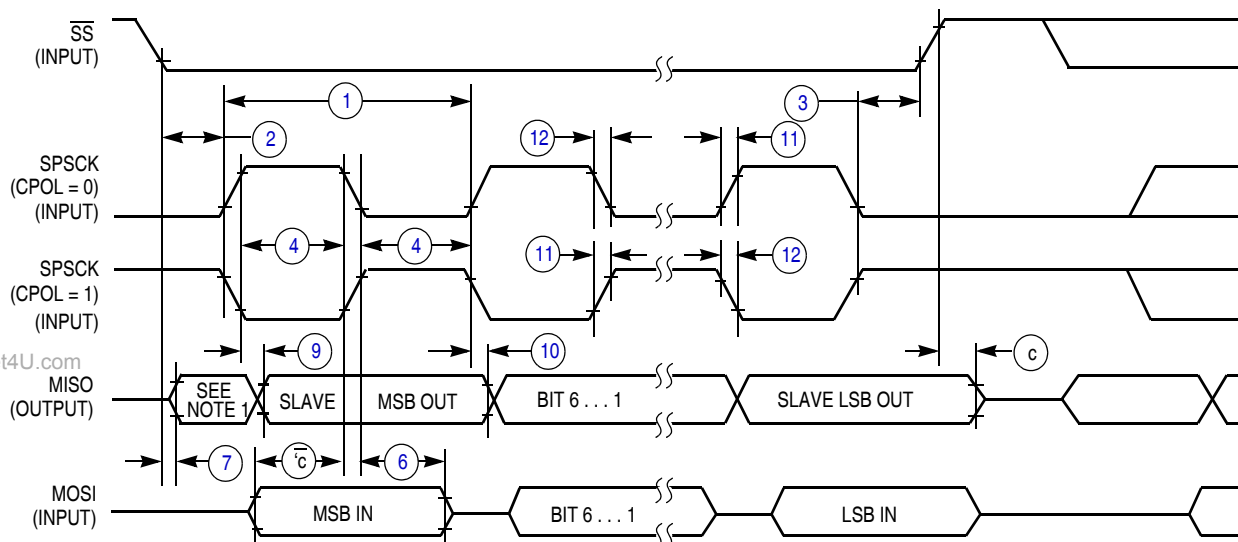 SS
(INPUT)
1
3
2
12
11
SPSCK
(CPOL = 0)
(INPUT)
4
4
11
12
SPSCK
(CPOL = 1)
(INPUT)
9
10
c
t4U.com
MISO
(OUTPUT)
SEE
NOTE 1
SLAVE
MSB OUT
BIT 6 . . . 1
SLAVE LSB OUT
7
6
MOSI
(INPUT)
MSB IN
BIT 6 . . . 1
LSB IN